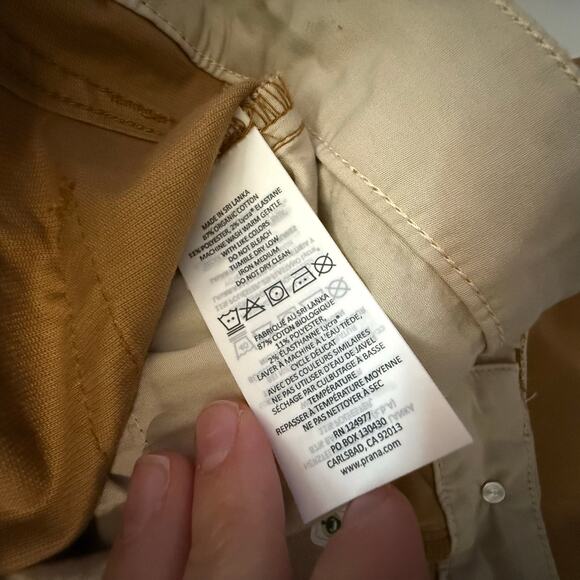 MADE IN SRI LANKA
87% ORGANIC COTTON
11% POLYESTER, 2% Lycra® ELASTANE
MACHINE WASH WARM GENTLE
WITH LIKE COLORS
DO NOT BLEACH
TUMBLE DRY LOW
IRON MEDIUM
DO NOT DRY CLEAN
FABRIQUÉ AU SRI LANKA
87% COTON BIOLOGIQUE
11% POLYESTER,
2% ÉLASTHANNE Lycra®
LAVER À MACHINE À L'EAU TIÈDE,
CYCLE DÉLICAT
AVEC DES COULEURS SIMILAIRES
NE PAS UTILISER D'EAU DE JAVEL
SÉCHAGE PAR CULBUTAGE À BASSE
TEMPÉRATURE
REPASSER À TEMPÉRATURE MOYENNE
NE PAS NETTOYER À SEC
RN 124977
PO BOX 130430
CARLSBAD, CA 92013
www.prana.com